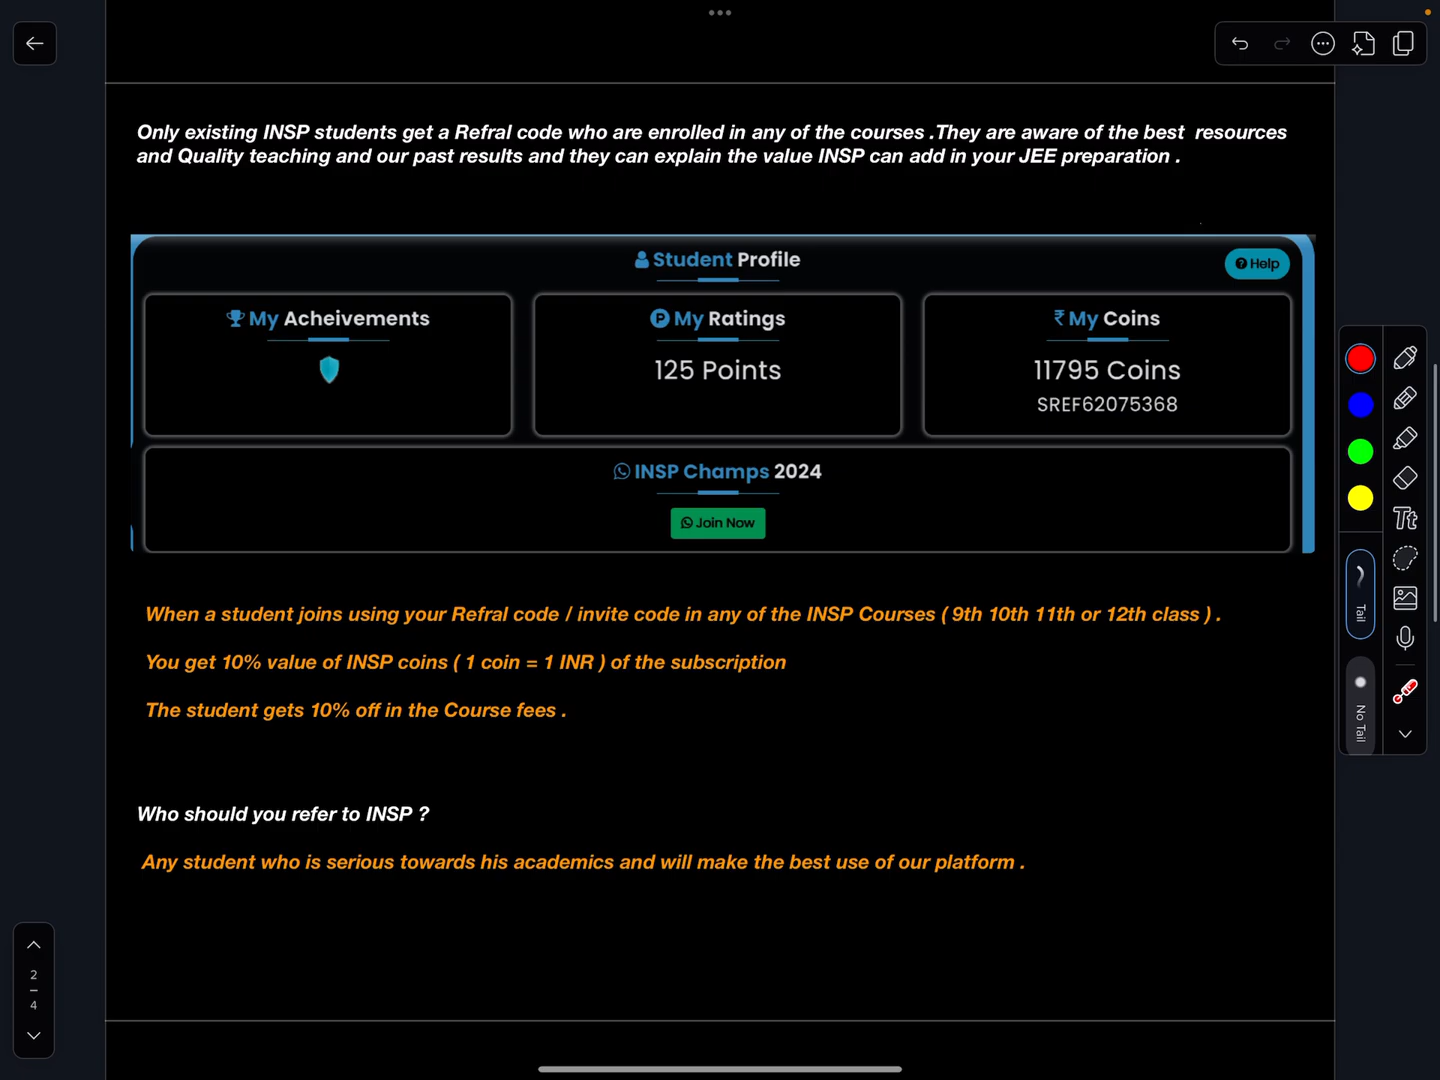 Only existing INSP students get a Refral code who are enrolled in any of the courses .They are aware of the best resources
and Quality teaching and our past results and they can explain the value INSP can add in your JEE preparation .
Student Profile
Help
My Acheivements
My Ratings
125 Points
My Coins
11795 Coins
SREF62075368
INSP Champs 2024
Join Now
When a student joins using your Refral code / invite code in any of the INSP Courses ( 9th 10th 11th or 12th class ) .
You get 10% value of INSP coins ( 1 coin = 1 INR ) of the subscription
The student gets 10% off in the Course fees .
Who should you refer to INSP ?
Any student who is serious towards his academics and will make the best use of our platform .
Tt
Tail
No Tail
2
4